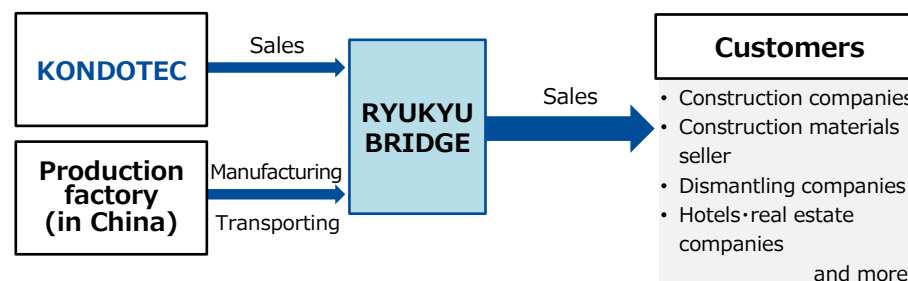 KONDOTEC
Sales
Production
factory
(in China)
Manufacturing
Transporting
RYUKYU
BRIDGE
Sales
Customers
• Construction companies
• Construction materials
seller
• Dismantling companies
• Hotels･real estate
companies
and more